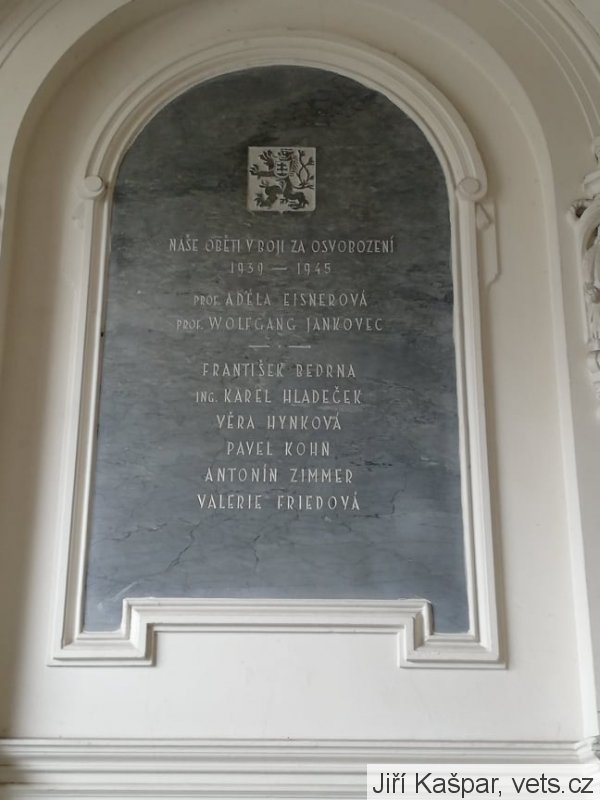 NAŠE OBĚTI V BOJI ZA OSVOBOZENÍ
1939 — 1945
PROF. ADÉLA EISNEROVÁ
PROF. WOLFGANG JANKOVEC
— · —
FRANTIŠEK BEDRNA
ING. KAREL HLADEČEK
VĚRA HYNKOVÁ
PAVEL KOHN
ANTONÍN ZIMMER
VALERIE FRIEDOVÁ
Jiří Kašpar, vets.cz